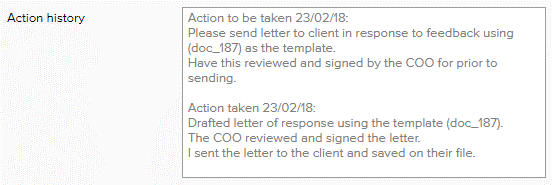 Action history
Action to be taken 23/02/18:
Please send letter to client in response to feedback using
(doc_187) as the template.
Have this reviewed and signed by the COO for prior to
sending.
Action taken 23/02/18:
Drafted letter of response using the template (doc_187).
The COO reviewed and signed the letter.
I sent the letter to the client and saved on their file.